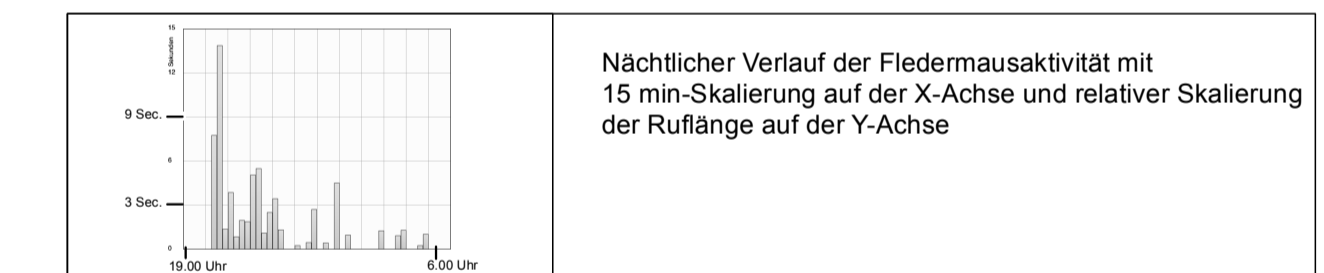 15
Sekunden
12
9 Sec.
6
3 Sec.
0
19.00 Uhr
6.00 Uhr
Nächtlicher Verlauf der Fledermausaktivität mit
15 min-Skalierung auf der X-Achse und relativer Skalierung
der Ruflänge auf der Y-Achse